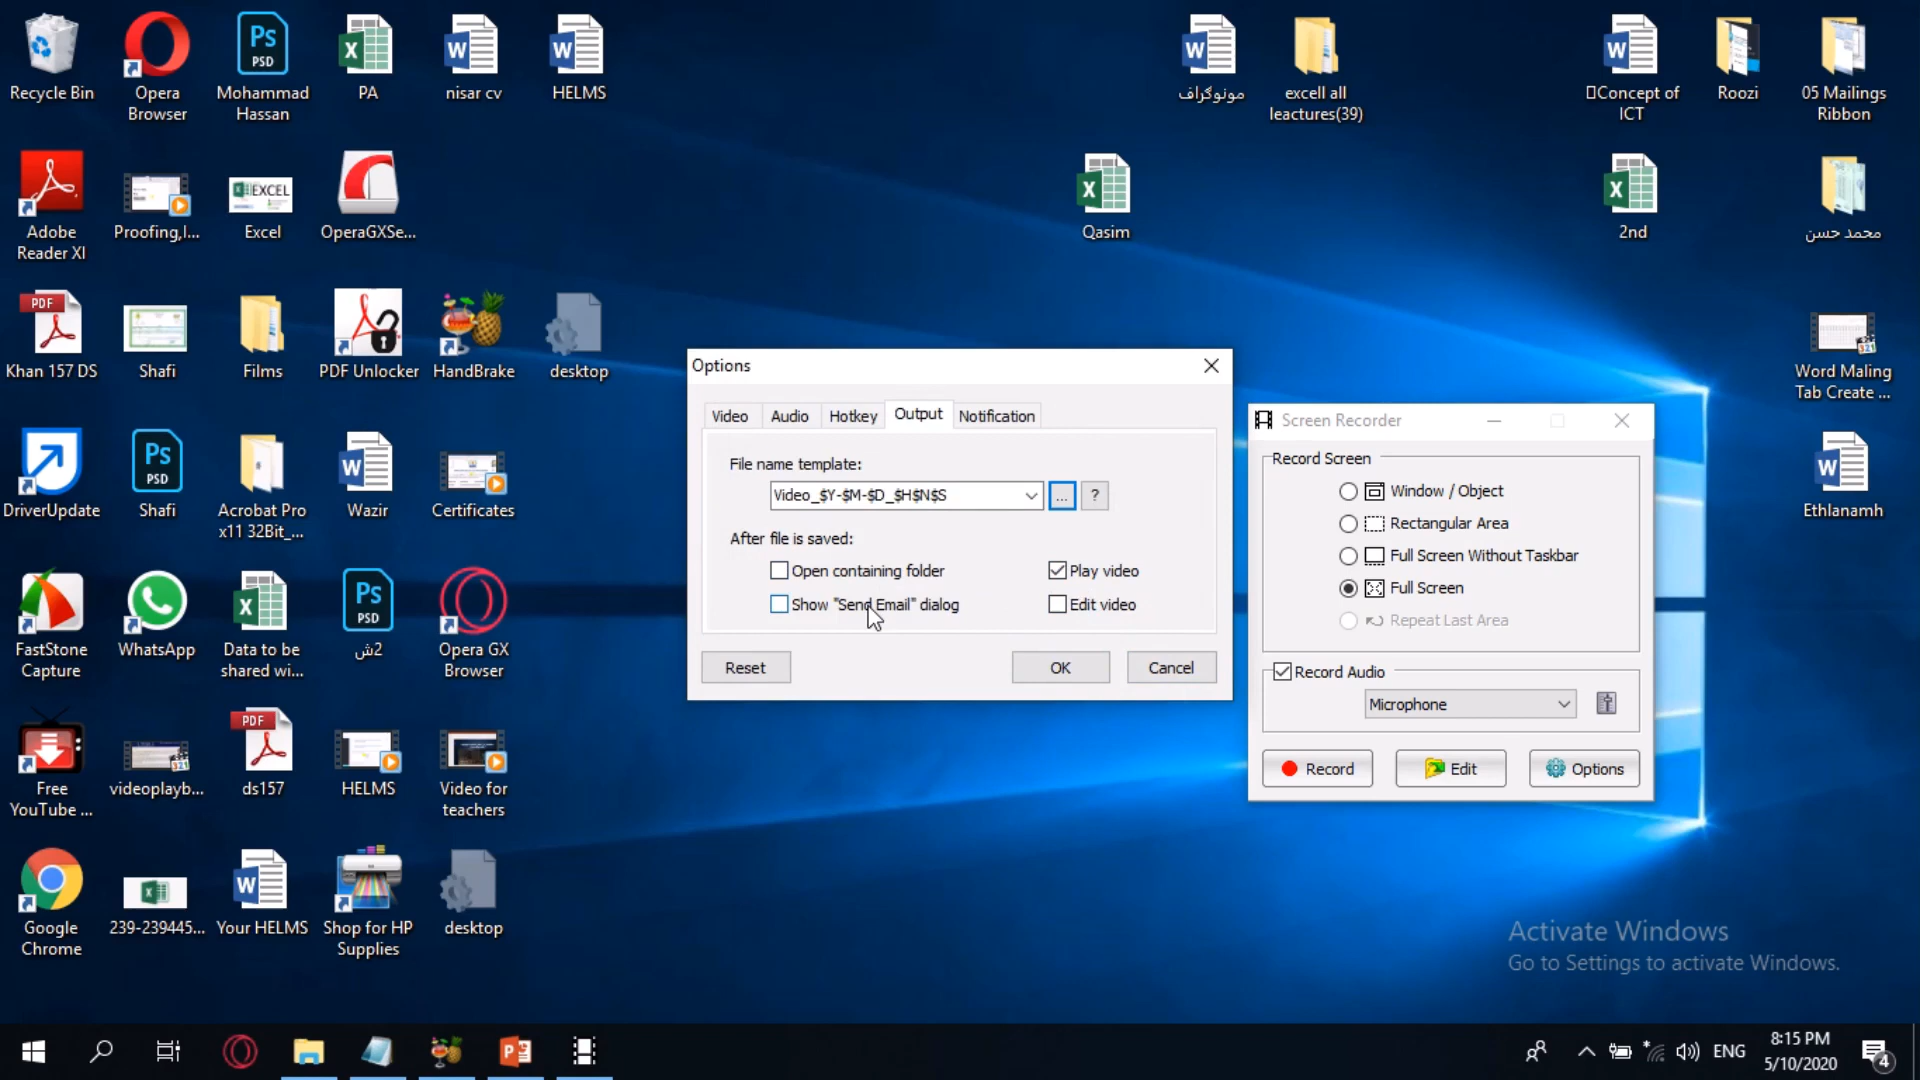 Recycle Bin
Opera Browser
PSD
Mohammad Hassan
PA
nisar cv
HELMS
مونوگراف
excell all leactures(39)
Concept of ICT
Roozi
05 Mailings Ribbon
Adobe Reader XI
Proofing,I...
EXCEL
Excel
OperaGXSe...
Qasim
2nd
محمد حسن
PDF
Khan 157 DS
Shafi
Films
PDF Unlocker
HandBrake
desktop
Word Maling Tab Create ...
DriverUpdate
PSD
Shafi
Acrobat Pro x11 32Bit_...
Wazir
Certificates
Ethlanamh
FastStone Capture
WhatsApp
Data to be shared wi...
PSD
ش2
Opera GX Browser
Free YouTube ...
videoplayb...
PDF
ds157
HELMS
Video for teachers
Google Chrome
239-239445...
Your HELMS
Shop for HP Supplies
desktop
Options
Video
Audio
Hotkey
Output
Notification
File name template:
Video_$Y-$M-$D_$H$N$S
...
?
After file is saved:
Open containing folder
Play video
Show "Send Email" dialog
Edit video
Reset
OK
Cancel
Screen Recorder
Record Screen
Window / Object
Rectangular Area
Full Screen Without Taskbar
Full Screen
Repeat Last Area
Record Audio
Microphone
Record
Edit
Options
Activate Windows
Go to Settings to activate Windows.
ENG
8:15 PM
5/10/2020
4